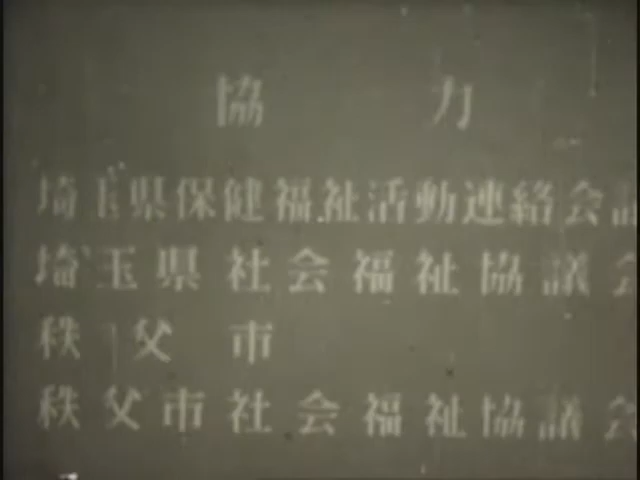 協 力
埼玉県保健福祉活動連絡会議
埼玉県社会福祉協議会
秩父市
秩父市社会福祉協議会